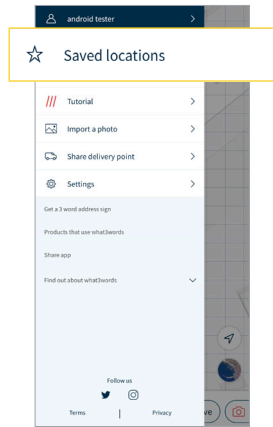 android tester
Saved locations
Tutorial
Import a photo
Share delivery point
Settings
Get a 3 word address sign
Products that use what3words
Share app
Find out about what3words
Follow us
Terms
Privacy